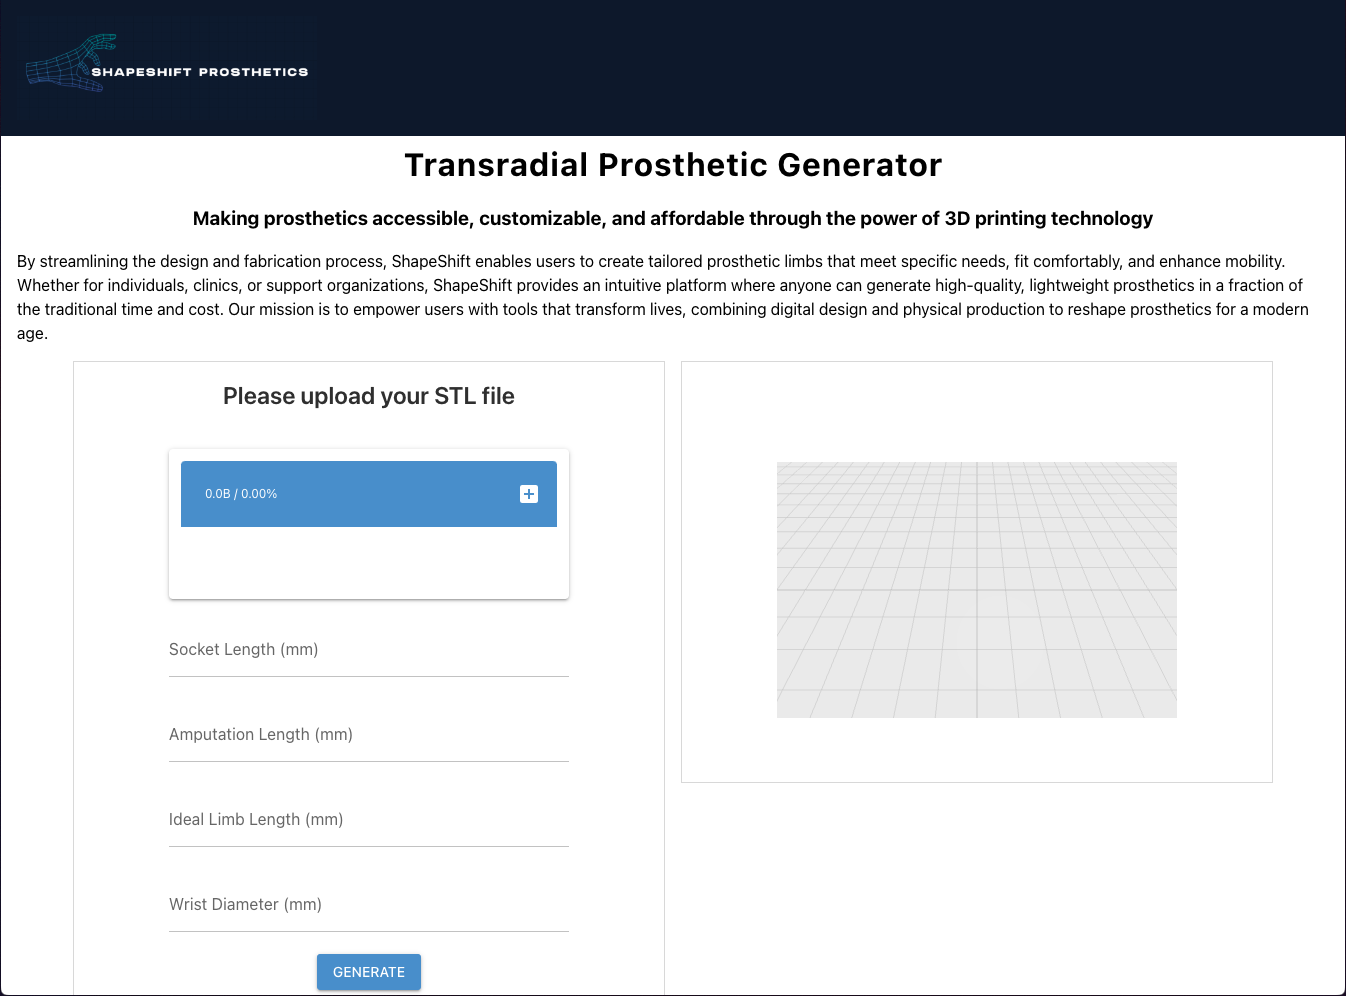 SHAPESHIFT PROSTHETICS
Transradial Prosthetic Generator
Making prosthetics accessible, customizable, and affordable through the power of 3D printing technology
By streamlining the design and fabrication process, ShapeShift enables users to create tailored prosthetic limbs that meet specific needs, fit comfortably, and enhance mobility.
Whether for individuals, clinics, or support organizations, ShapeShift provides an intuitive platform where anyone can generate high-quality, lightweight prosthetics in a fraction of
the traditional time and cost. Our mission is to empower users with tools that transform lives, combining digital design and physical production to reshape prosthetics for a modern
age.
Please upload your STL file
0.0B / 0.00%
Socket Length (mm)
Amputation Length (mm)
Ideal Limb Length (mm)
Wrist Diameter (mm)
GENERATE